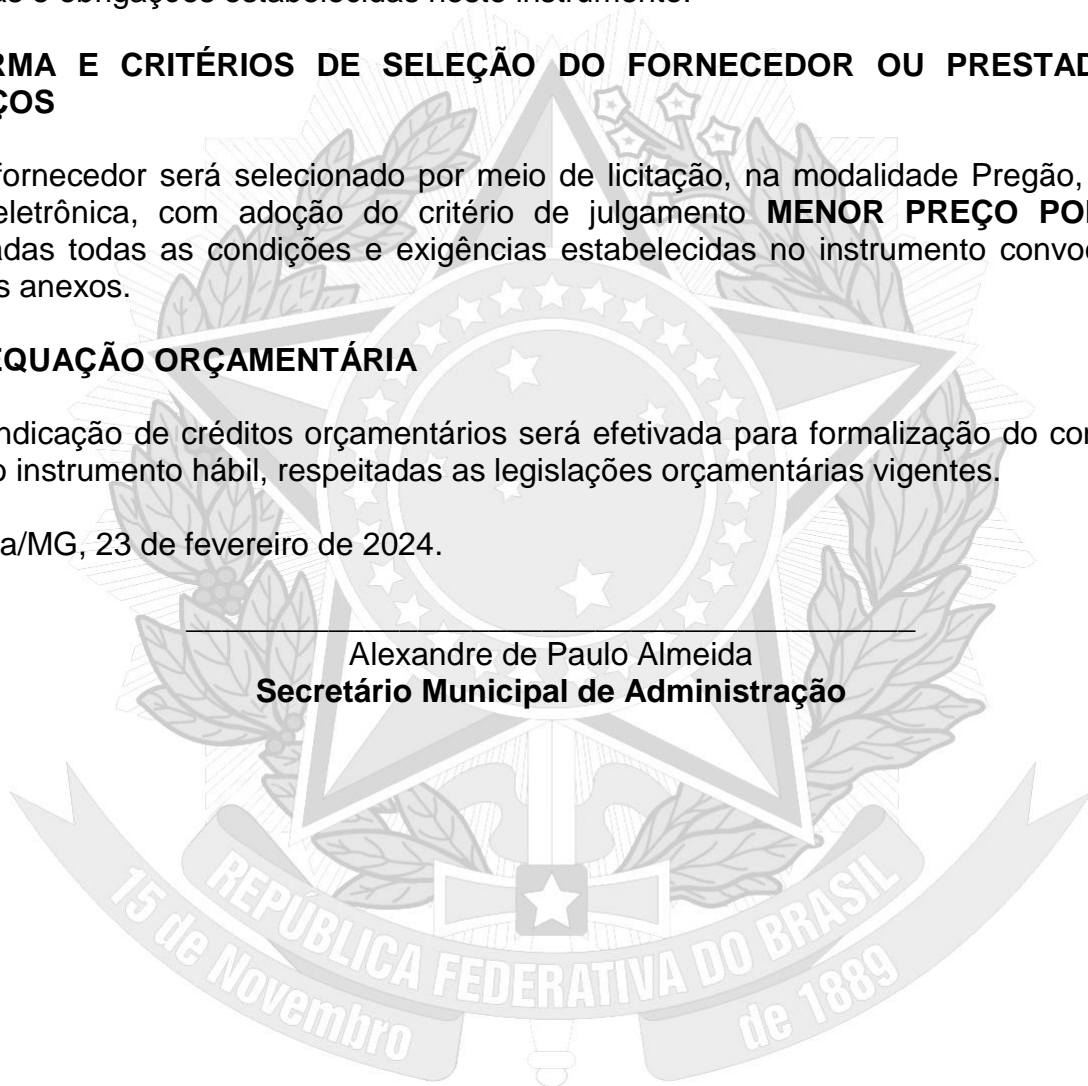 as e obrigações estabelecidas neste instrumento.
RMA E CRITÉRIOS DE SELEÇÃO DO FORNECEDOR OU PRESTAD
ÇOS
fornecedor será selecionado por meio de licitação, na modalidade Pregão,
eletrônica, com adoção do critério de julgamento MENOR PREÇO PO
adas todas as condições e exigências estabelecidas no instrumento convo
s anexos.
EQUAÇÃO ORÇAMENTÁRIA
ndicação de créditos orçamentários será efetivada para formalização do co
o instrumento hábil, respeitadas as legislações orçamentárias vigentes.
a/MG, 23 de fevereiro de 2024.
Alexandre de Paulo Almeida
Secretário Municipal de Administração
REPÚBLICA FEDERATIVA DO BRASIL
15 de Novembro de 1889